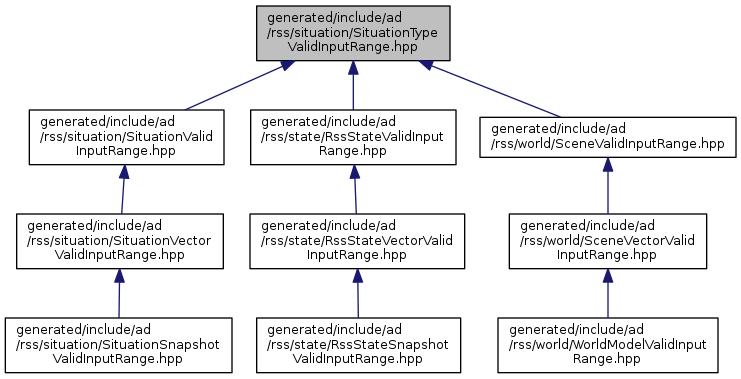 generated/include/ad
/rss/situation/SituationType
ValidInputRange.hpp
generated/include/ad
/rss/situation/SituationValid
InputRange.hpp
generated/include/ad
/rss/state/RssStateValidInput
Range.hpp
generated/include/ad
/rss/world/SceneValidInputRange.hpp
generated/include/ad
/rss/situation/SituationVector
ValidInputRange.hpp
generated/include/ad
/rss/state/RssStateVectorValid
InputRange.hpp
generated/include/ad
/rss/world/SceneVectorValid
InputRange.hpp
generated/include/ad
/rss/situation/SituationSnapshot
ValidInputRange.hpp
generated/include/ad
/rss/state/RssStateSnapshot
ValidInputRange.hpp
generated/include/ad
/rss/world/WorldModelValidInput
Range.hpp